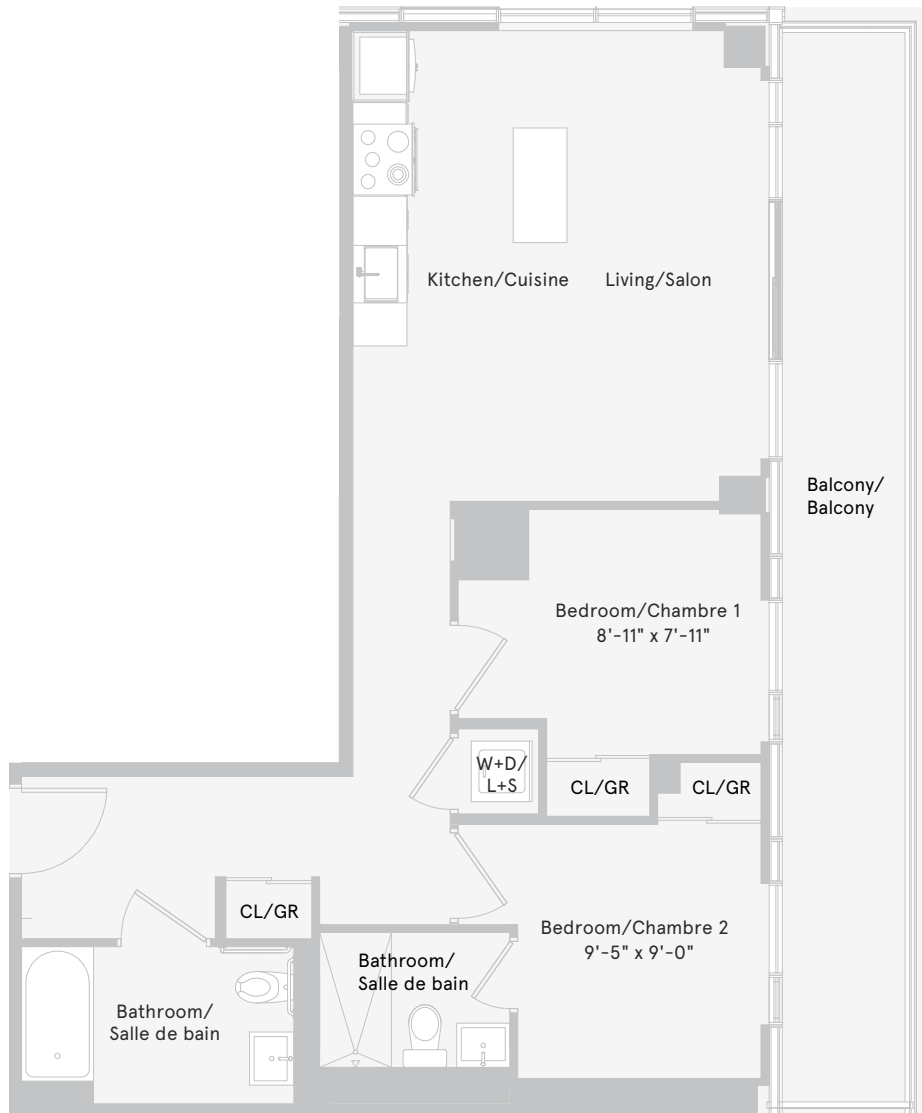 Kitchen/Cuisine
Living/Salon
Balcony/
Balcony
Bedroom/Chambre 1
8'-11" x 7'-11"
W+D/
L+S
CL/GR
CL/GR
CL/GR
Bedroom/Chambre 2
9'-5" x 9'-0"
Bathroom/
Salle de bain
Bathroom/
Salle de bain